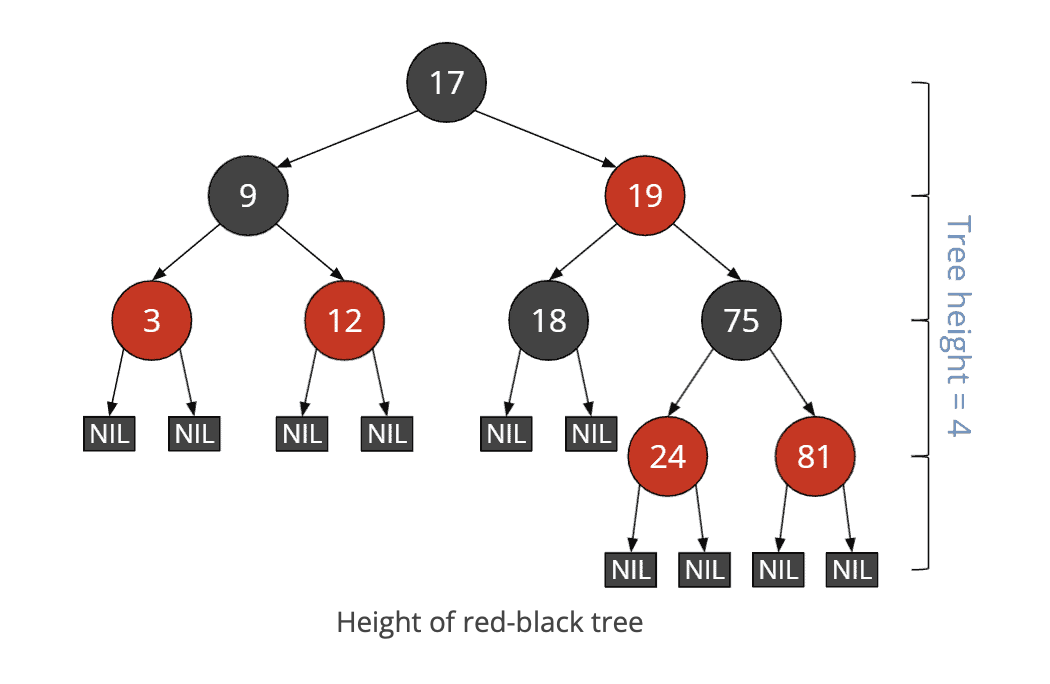 17
9
19
3
12
18
75
NIL
NIL
NIL
NIL
NIL
NIL
24
81
NIL
NIL
NIL
NIL
Tree height = 4
Height of red-black tree